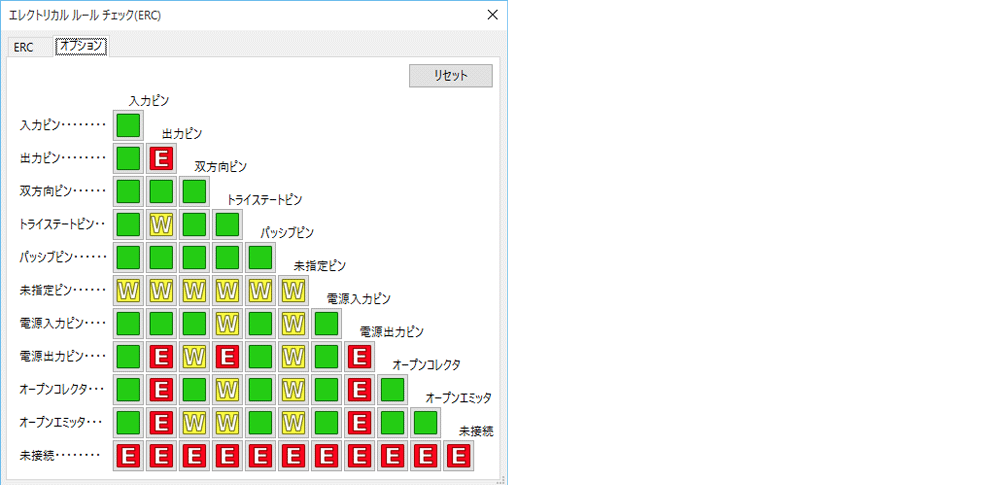 エレクトリカル ルール チェック(ERC)
ERC オプション
リセット
入力ピン
入力ピン········
出力ピン
出力ピン········ E
双方向ピン
双方向ピン······
トライステートピン
トライステートピン·· W
パッシブピン
パッシブピン······
未指定ピン
未指定ピン······ W W W W W W
電源入力ピン
電源入力ピン···· W W
電源出力ピン
電源出力ピン···· E W E W E
オープンコレクタ
オープンコレクタ··· E W W E
オープンエミッタ
オープンエミッタ··· E W W W E
未接続
未接続········ E E E E E E E E E E E